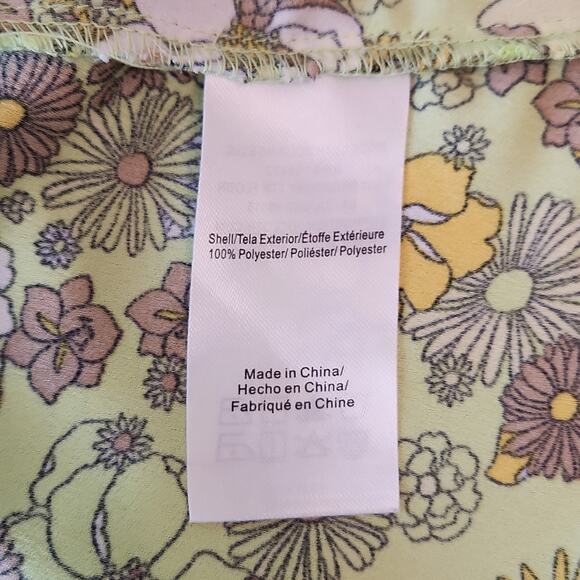 Shell/Tela Exterior/Étoffe Extérieure
100% Polyester/ Poliéster/ Polyester
Made in China/
Hecho en China/
Fabriqué en Chine